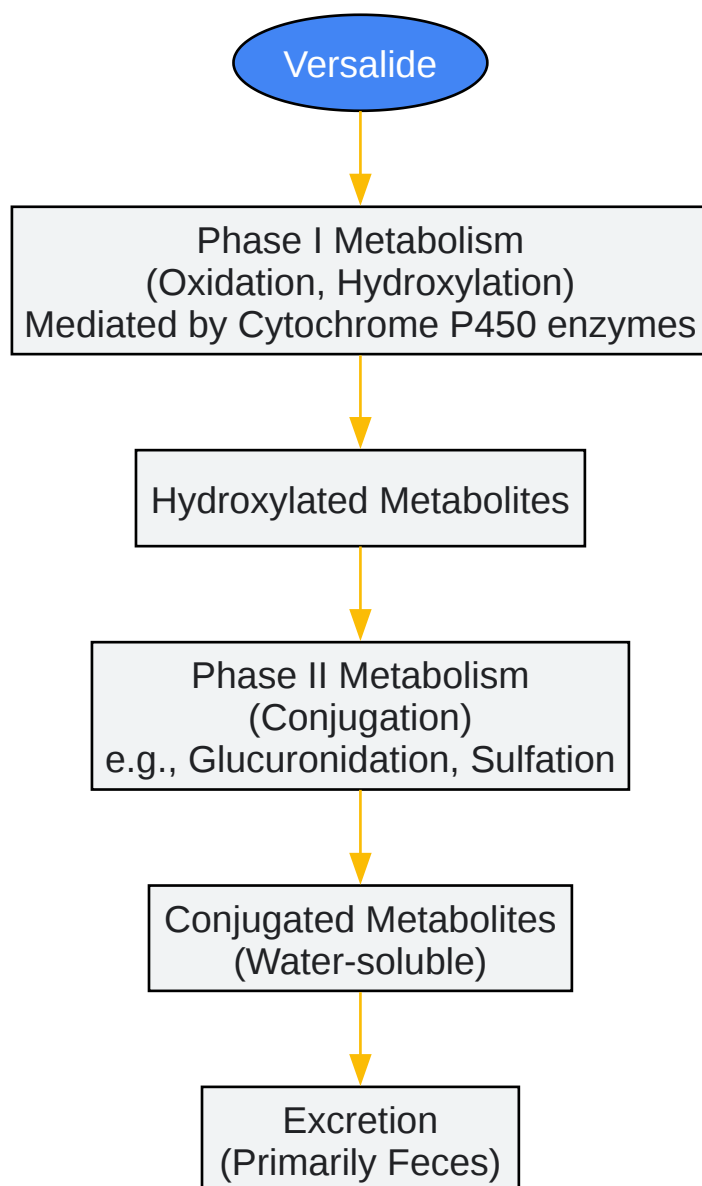 Versalide
Phase I Metabolism
(Oxidation, Hydroxylation)
Mediated by Cytochrome P450 enzymes
Hydroxylated Metabolites
Phase II Metabolism
(Conjugation)
e.g., Glucuronidation, Sulfation
Conjugated Metabolites
(Water-soluble)
Excretion
(Primarily Feces)